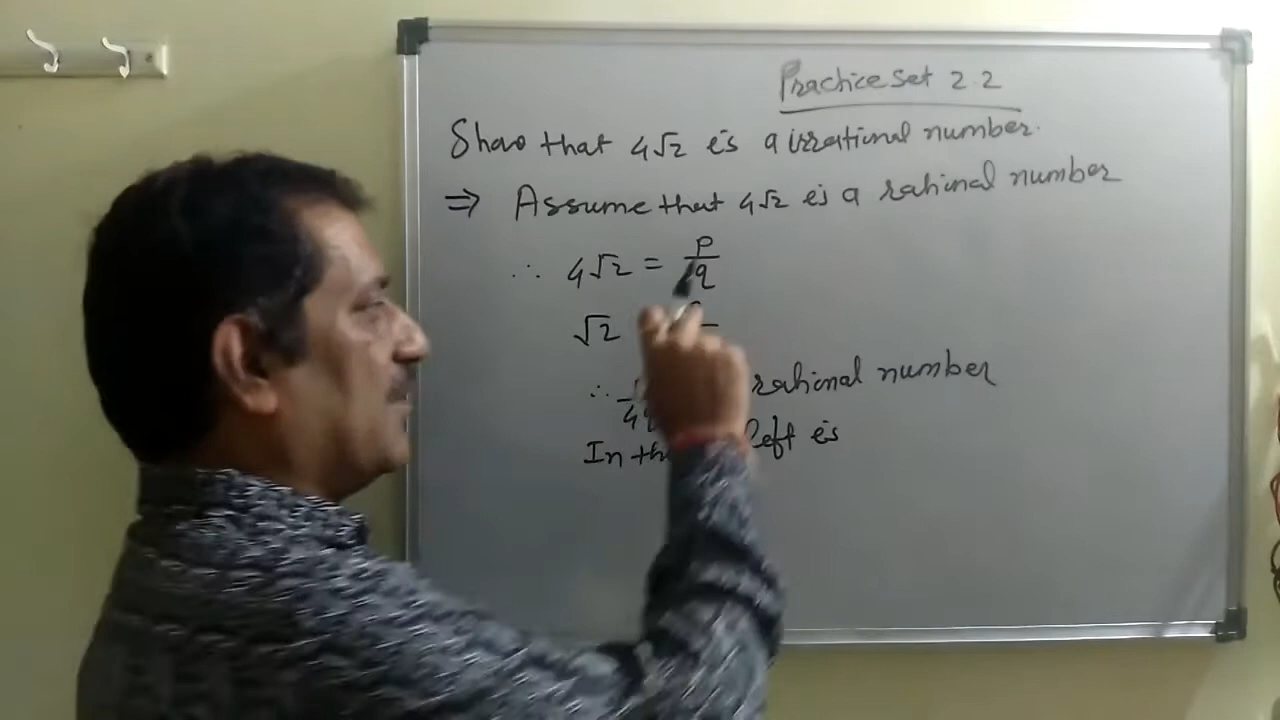 Practice Set 2.2
Show that 4√2 is a irrational number.
⇒ Assume that 4√2 is a rational number
∴ 4√2 = p/q
√2
∴ rational number
In left is